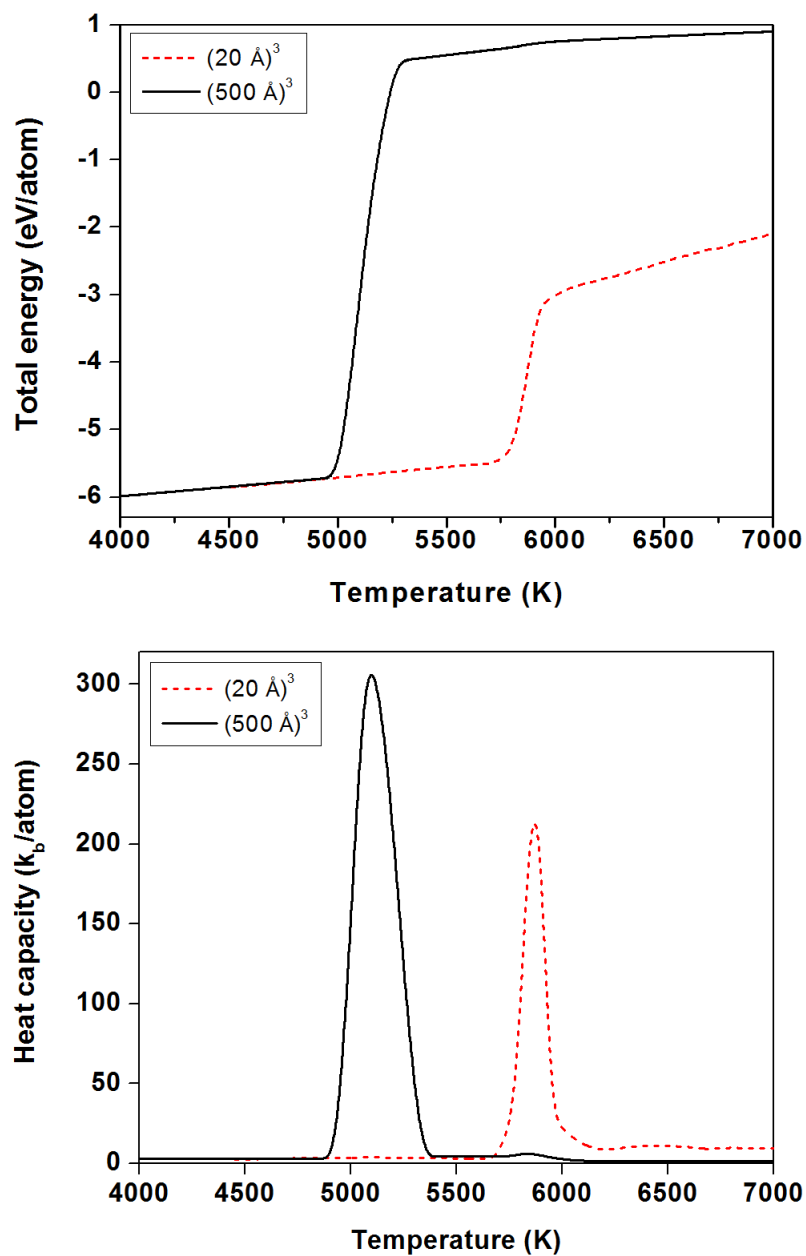 1
0
-1
-2
-3
-4
-5
-6
Total energy (eV/atom)
(20 Å)³
(500 Å)³
4000 4500 5000 5500 6000 6500 7000
Temperature (K)
300
250
200
150
100
50
0
Heat capacity (k_b/atom)
(20 Å)³
(500 Å)³
4000 4500 5000 5500 6000 6500 7000
Temperature (K)